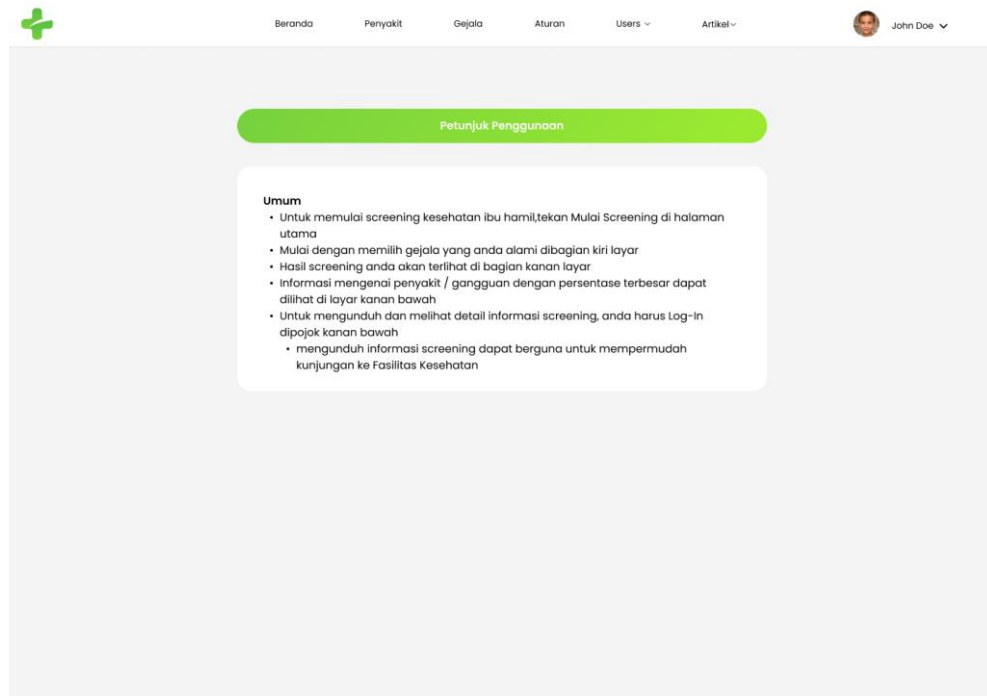 Beranda Penyakit Gejala Aturan Users Artikel John Doe
Petunjuk Penggunaan
Umum
• Untuk memulai screening kesehatan ibu hamil,tekan Mulai Screening di halaman
utama
• Mulai dengan memilih gejala yang anda alami dibagian kiri layar
• Hasil screening anda akan terlihat di bagian kanan layar
• Informasi mengenai penyakit / gangguan dengan persentase terbesar dapat
dilihat di layar kanan bawah
• Untuk mengunduh dan melihat detail informasi screening, anda harus Log-In
dipojok kanan bawah
• mengunduh informasi screening dapat berguna untuk mempermudah
kunjungan ke Fasilitas Kesehatan